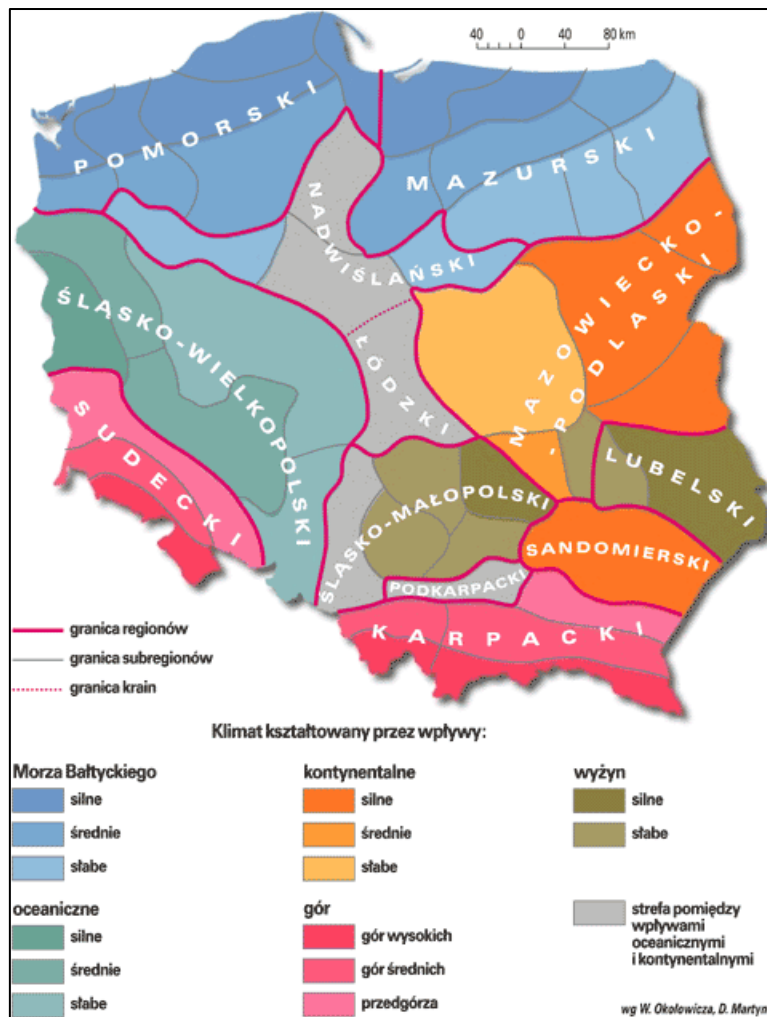 40 0 40 80 km
POMORSKI
MAZURSKI
NADWIŚLAŃSKI
MAZOWIECKO-
-PODLASKI
ŚLĄSKO-WIELKOPOLSKI
ŁÓDZKI
SUDECKI
LUBELSKI
ŚLĄSKO-MAŁOPOLSKI
SANDOMIERSKI
PODKARPACKI
KARPACKI
granica regionów
granica subregionów
granica krain
Klimat kształtowany przez wpływy:
Morza Bałtyckiego
silne
średnie
słabe
kontynentalne
silne
średnie
słabe
wyżyn
silne
słabe
oceaniczne
silne
średnie
słabe
gór
gór wysokich
gór średnich
przedgórza
strefa pomiędzy
wpływami
oceanicznymi
i kontynentalnymi
wg W. Okołowicza, D. Martyn